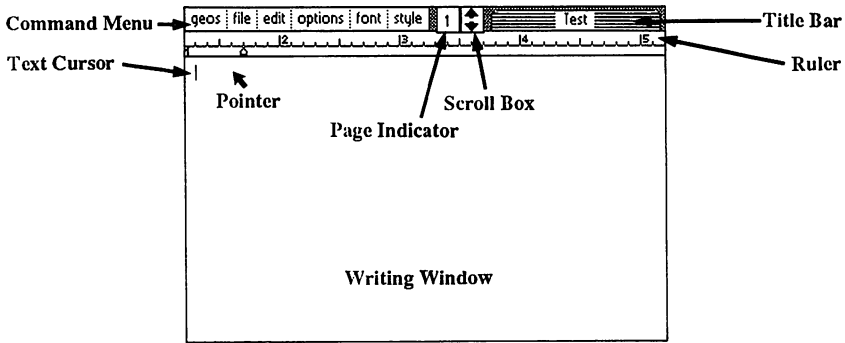 Command Menu
geos file edit options font style 1 Test
Title Bar
12 13 14 15
Ruler
Text Cursor
Pointer
Scroll Box
Page Indicator
Writing Window